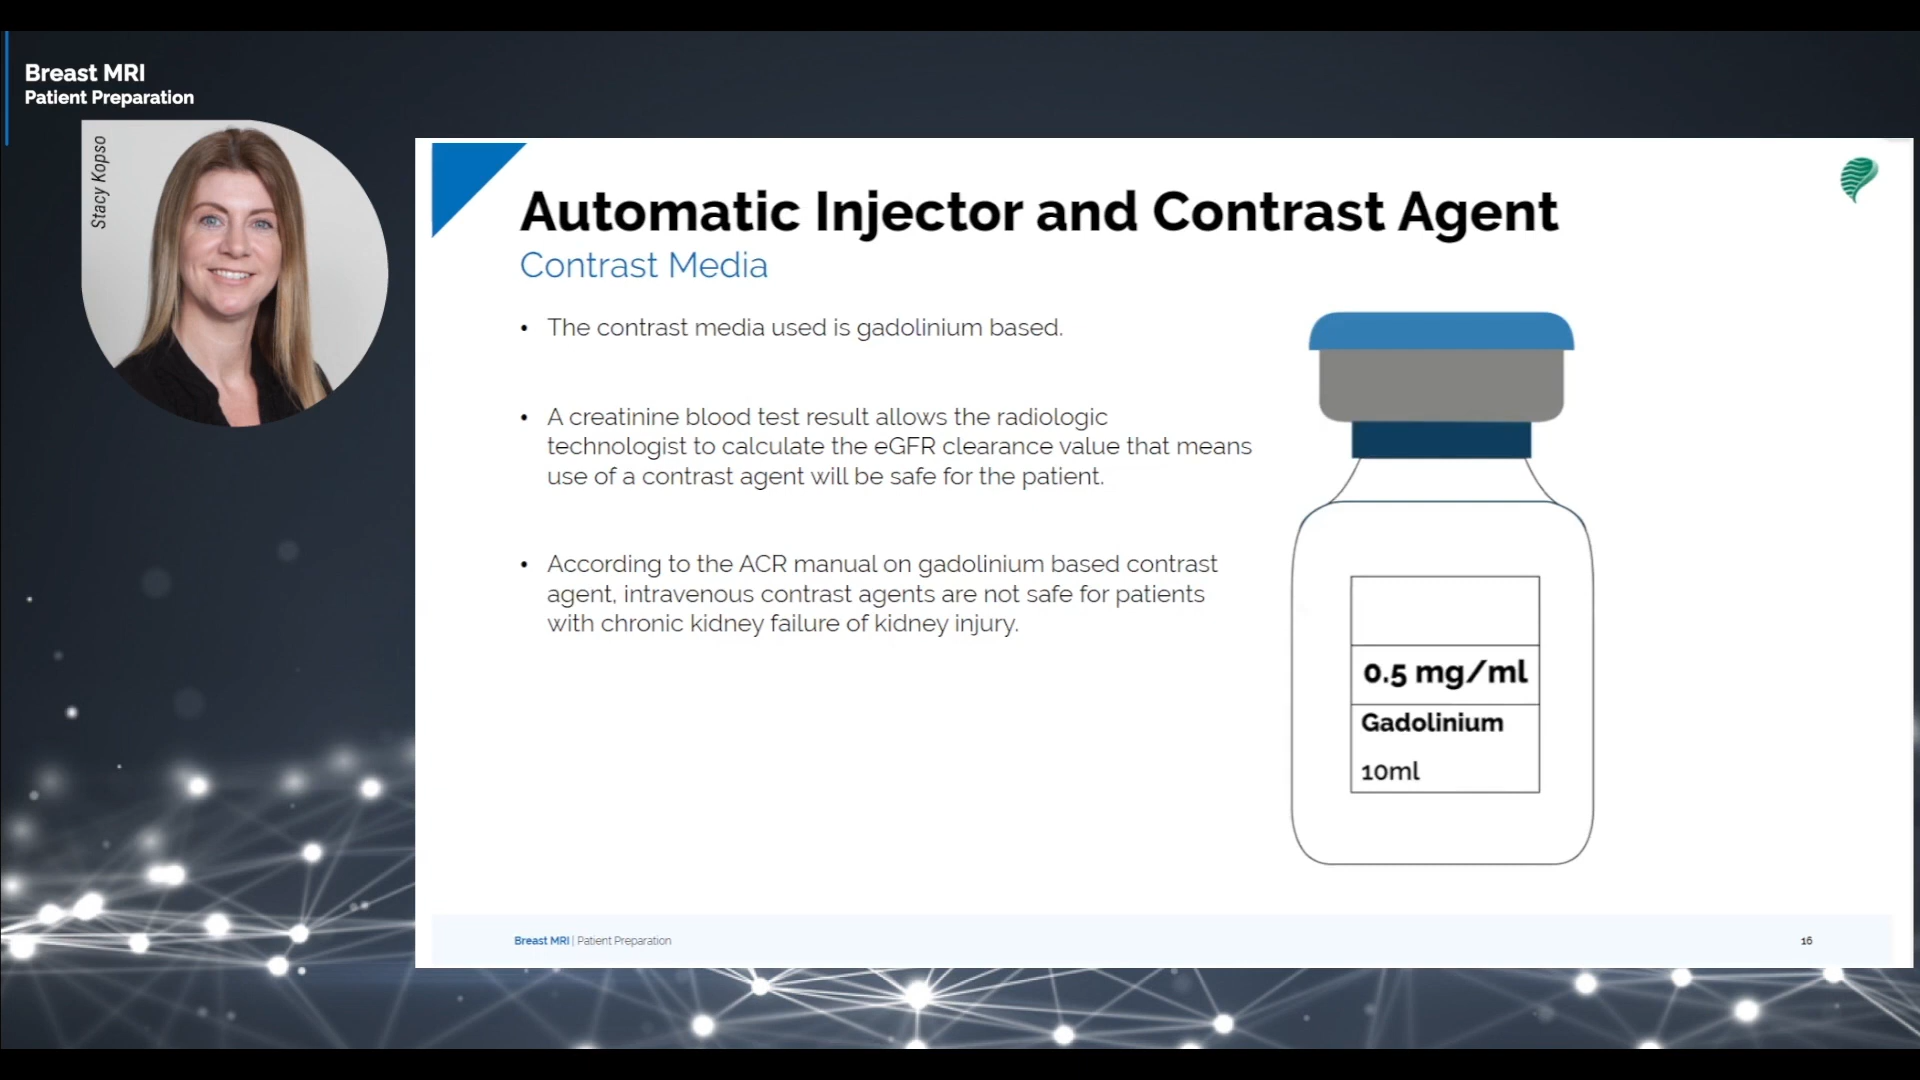 Breast MRI
Patient Preparation
Stacy Kopso
Automatic Injector and Contrast Agent
Contrast Media
• The contrast media used is gadolinium based.
• A creatinine blood test result allows the radiologic
technologist to calculate the eGFR clearance value that means
use of a contrast agent will be safe for the patient.
• According to the ACR manual on gadolinium based contrast
agent, intravenous contrast agents are not safe for patients
with chronic kidney failure of kidney injury.
0.5 mg/ml
Gadolinium
10ml
Breast MRI | Patient Preparation
16